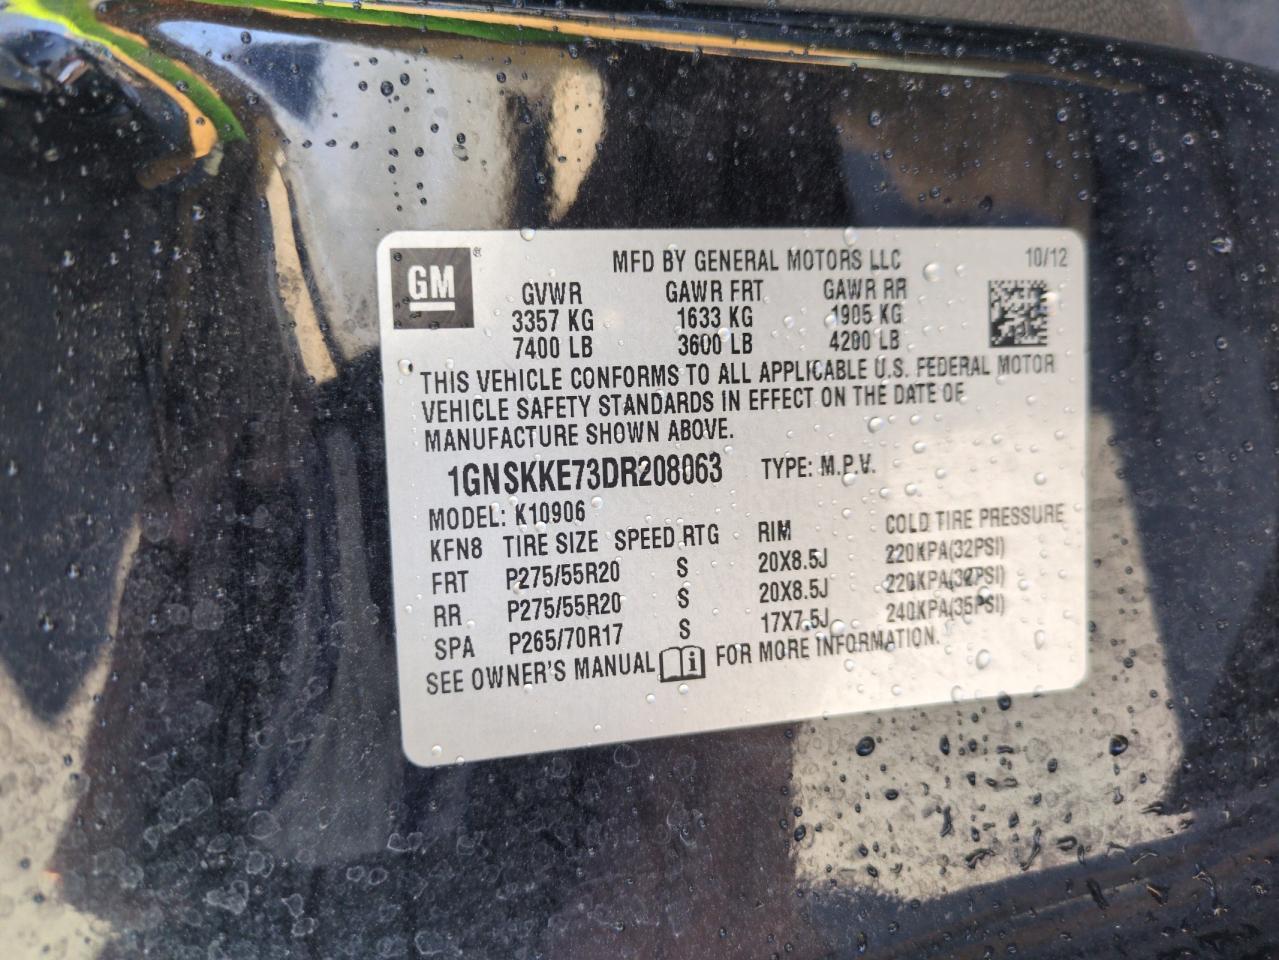 GM ®
MFD BY GENERAL MOTORS LLC 10/12
GVWR GAWR FRT GAWR RR
3357 KG 1633 KG 1905 KG
7400 LB 3600 LB 4200 LB
THIS VEHICLE CONFORMS TO ALL APPLICABLE U.S. FEDERAL MOTOR
VEHICLE SAFETY STANDARDS IN EFFECT ON THE DATE OF
MANUFACTURE SHOWN ABOVE.
1GNSKKE73DR208063 TYPE: M.P.V.
MODEL: K10906
KFN8 TIRE SIZE SPEED RTG RIM COLD TIRE PRESSURE
FRT P275/55R20 S 20X8.5J 220KPA(32PSI)
RR P275/55R20 S 20X8.5J 220KPA(32PSI)
SPA P265/70R17 S 17X7.5J 240KPA(35PSI)
SEE OWNER'S MANUAL FOR MORE INFORMATION.